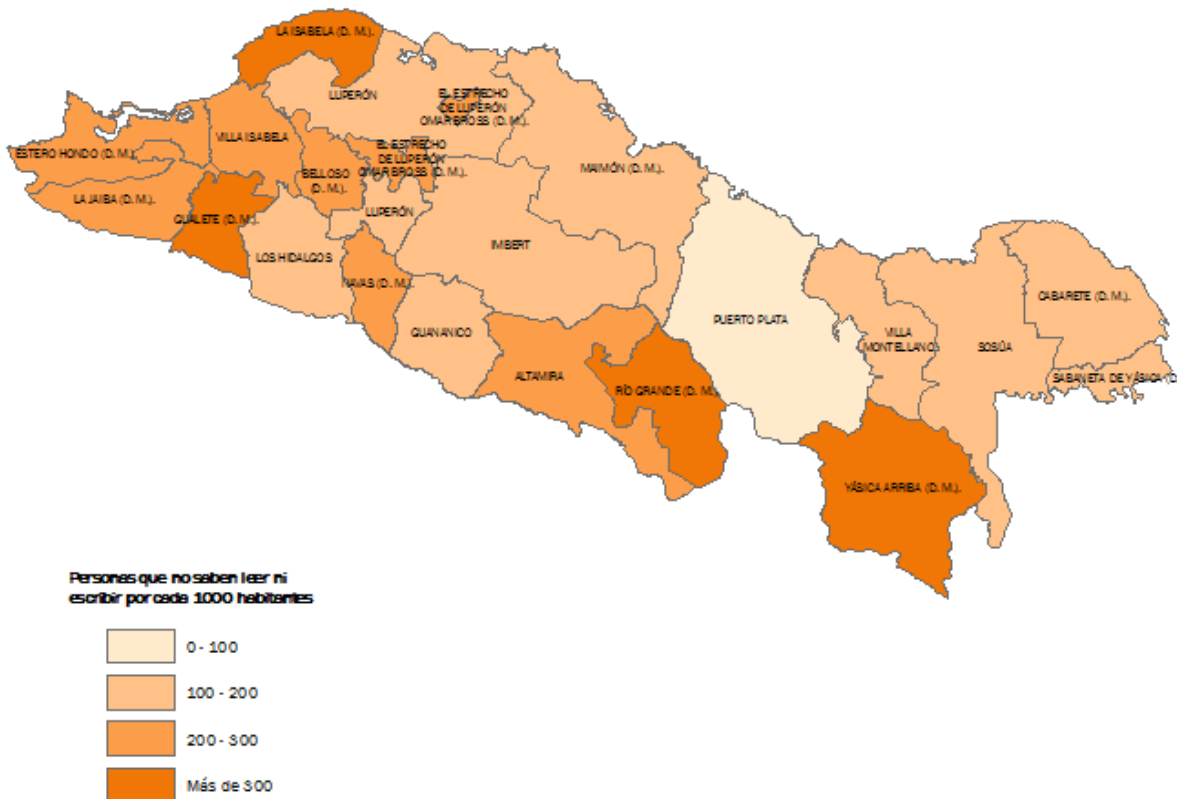 LA ISABELA (D. M.).
LUPERÓN
EL ESTRECHO
DE LUPERÓN
OMAR BROSS (D. M.).
VILLA ISABELA
ESTERO HONDO (D. M.).
EL ESTRECHO
DE LUPERÓN
OMAR BROSS (D. M.).
BELLOSO
(D. M.).
MAIMÓN (D. M.).
LA JAIBA (D. M.).
GUALETE (D. M.).
LUPERÓN
IMBERT
LOS HIDALGOS
NAVAS (D. M.).
CABARETE (D. M.).
PUERTO PLATA
GUANANICO
VILLA
MONTELLANO
SOSÚA
ALTAMIRA
SABANETA DE YÁSICA (D.
RÍO GRANDE (D. M.).
YÁSICA ARRIBA (D. M.).
Personas que no saben leer ni
escribir por cada 1000 habitantes
0 - 100
100 - 200
200 - 300
Más de 300